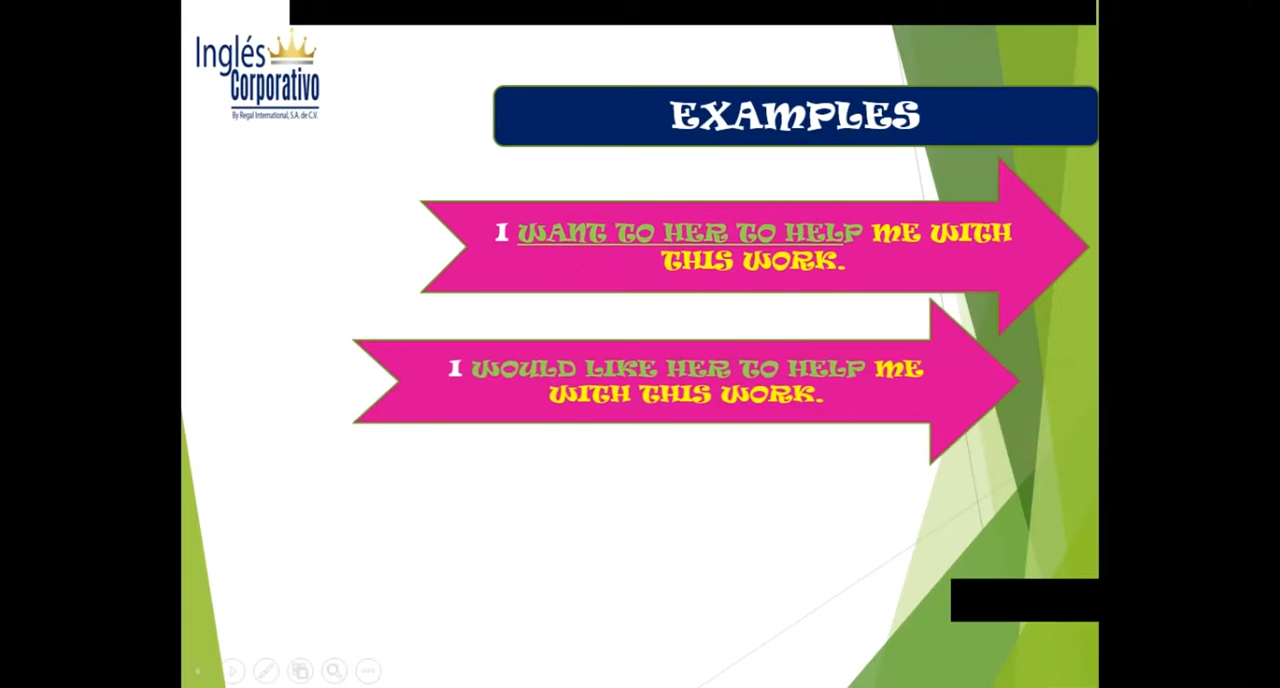 Inglés
Corporativo
By Regal International, S.A. de C.V.
EXAMPLES
I WANT TO HER TO HELP ME WITH
THIS WORK.
I WOULD LIKE HER TO HELP ME
WITH THIS WORK.